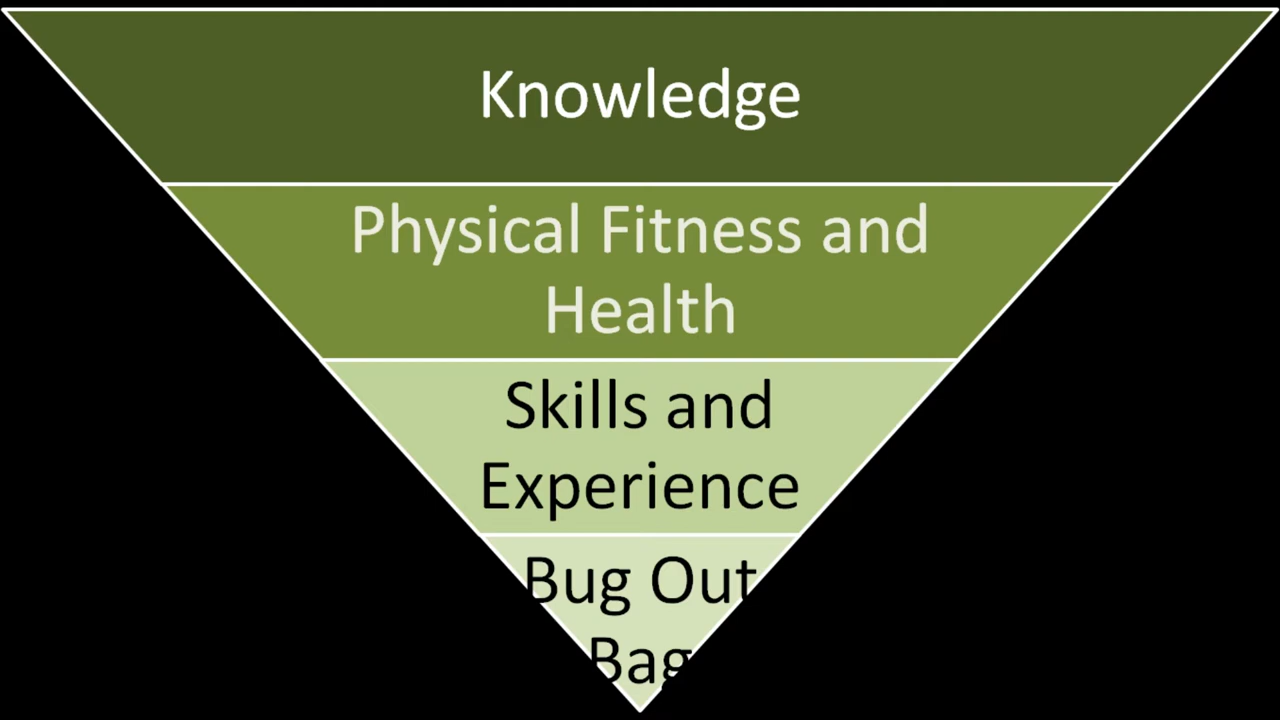 Knowledge
Physical Fitness and
Health
Skills and
Experience
Bug Out
Bag